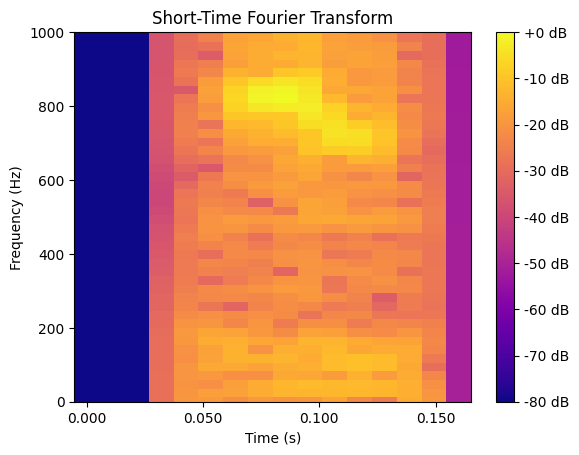 Short-Time Fourier Transform
Frequency (Hz)
1000
800
600
400
200
0
0.000
0.050
0.100
0.150
Time (s)
+0 dB
-10 dB
-20 dB
-30 dB
-40 dB
-50 dB
-60 dB
-70 dB
-80 dB